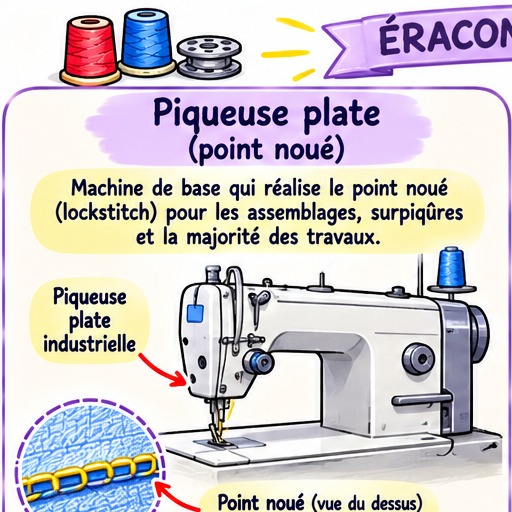 ÉRACON
Piqueuse plate
(point noué)
Machine de base qui réalise le point noué
(lockstitch) pour les assemblages, surpiqûres
et la majorité des travaux.
Piqueuse
plate
industrielle
Point noué (vue du dessus)